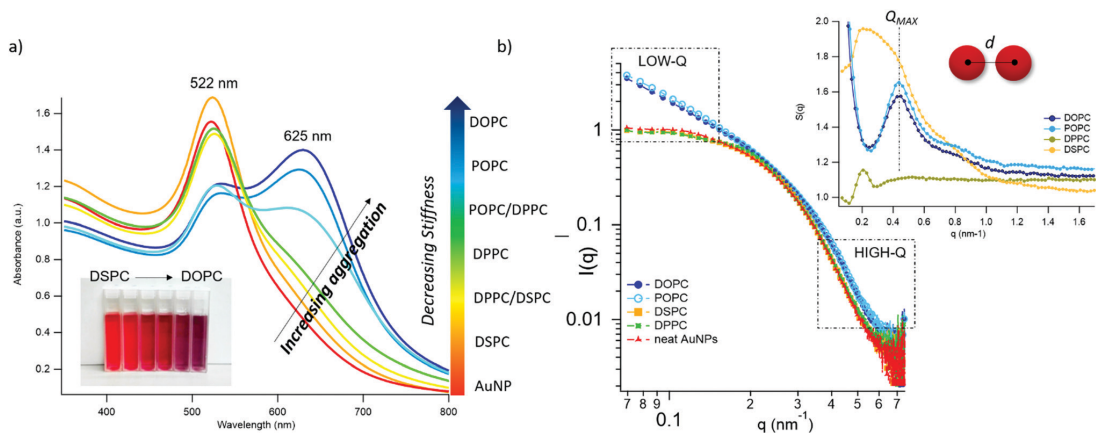 a)
522 nm
625 nm
Increasing aggregation
Decreasing Stiffness
DOPC
POPC
POPC/DPPC
DPPC
DPPC/DSPC
DSPC
AuNP
DSPC
DOPC
1.8
1.6
1.4
1.2
1.0
0.8
0.6
0.4
0.2
Absorbance (a.u.)
400 500 600 700 800
Wavelength (nm)
b)
LOW-Q
HIGH-Q
1
0.1
0.01
I
I(q)
DOPC
POPC
DSPC
DPPC
neat AuNPs
7 8 9 2 3 4 5 6 7
0.1
q (nm⁻¹)
QMAX
d
2.0
1.8
1.6
1.4
1.2
1.0
S(q)
DOPC
POPC
DPPC
DSPC
0.2 0.4 0.6 0.8 1.0 1.2 1.4 1.6
q (nm-1)